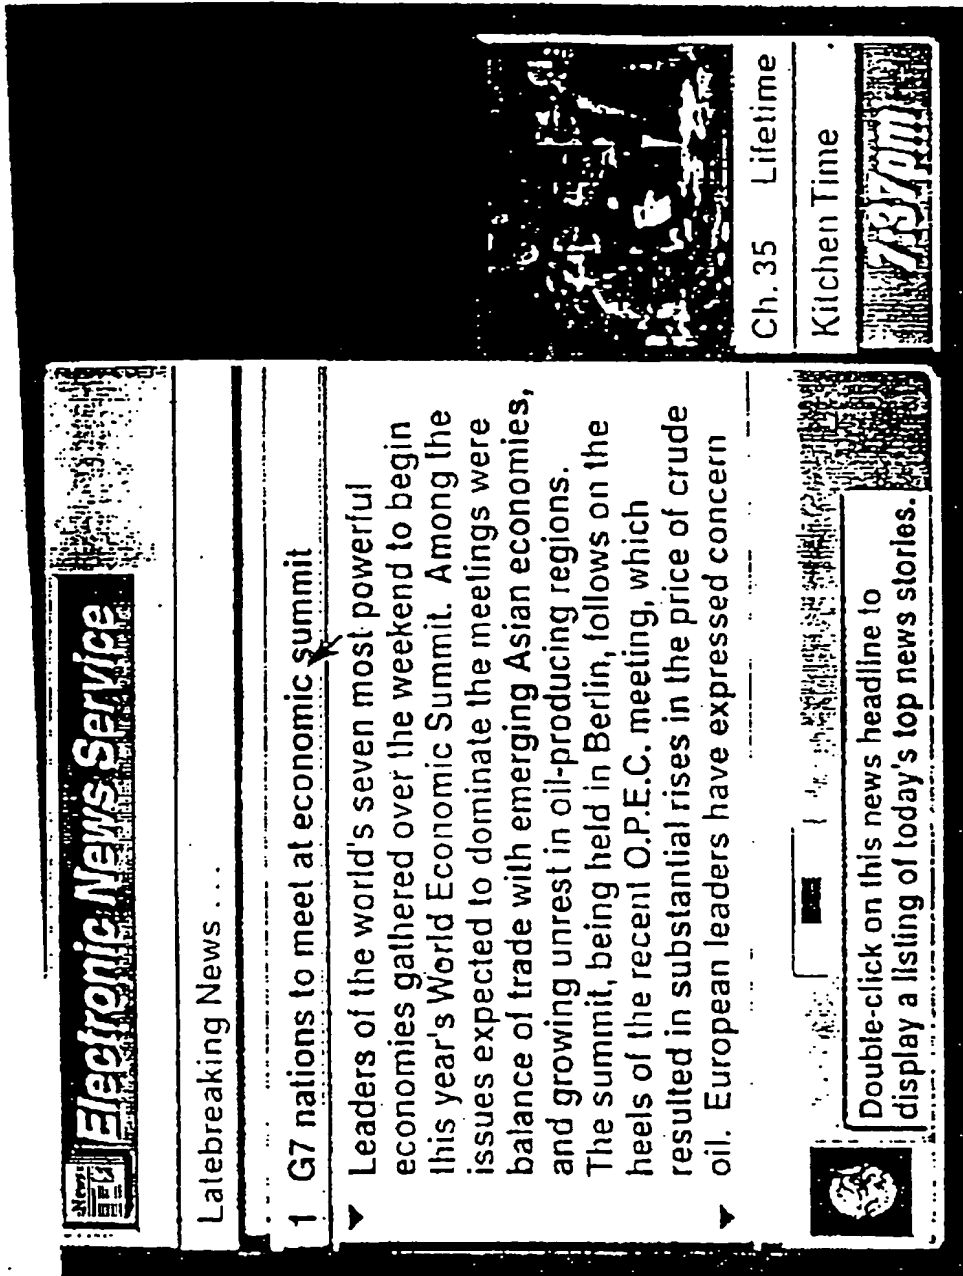 News
Electronic News Service
Latebreaking News . . .
1 G7 nations to meet at economic summit
Leaders of the world's seven most powerful
economies gathered over the weekend to begin
this year's World Economic Summit. Among the
issues expected to dominate the meetings were
balance of trade with emerging Asian economies,
and growing unrest in oil-producing regions.
The summit, being held in Berlin, follows on the
heels of the recent O.P.E.C. meeting, which
resulted in substantial rises in the price of crude
oil. European leaders have expressed concern
Double-click on this news headline to
display a listing of today's top news stories.
Ch. 35 Lifetime
Kitchen Time
7:37pm